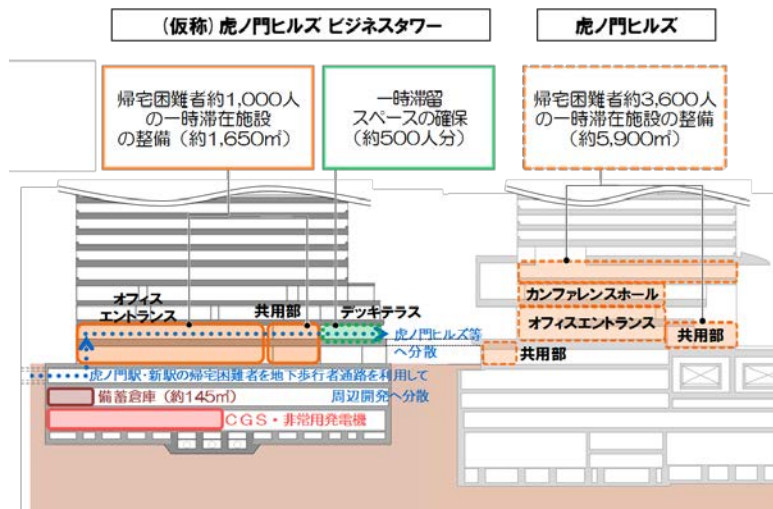 (仮称) 虎ノ門ヒルズ ビジネスタワー
虎ノ門ヒルズ
帰宅困難者約1,000人
の一時滞在施設
の整備（約1,650㎡）
一時滞留
スペースの確保
（約500人分）
帰宅困難者約3,600人
の一時滞在施設の整備
（約5,900㎡）
オフィス
エントランス
共用部
デッキテラス
虎ノ門ヒルズ等
へ分散
カンファレンスホール
オフィスエントランス
共用部
共用部
虎ノ門駅・新駅の帰宅困難者を地下歩行者通路を利用して
周辺開発へ分散
備蓄倉庫（約145㎡）
CGS・非常用発電機